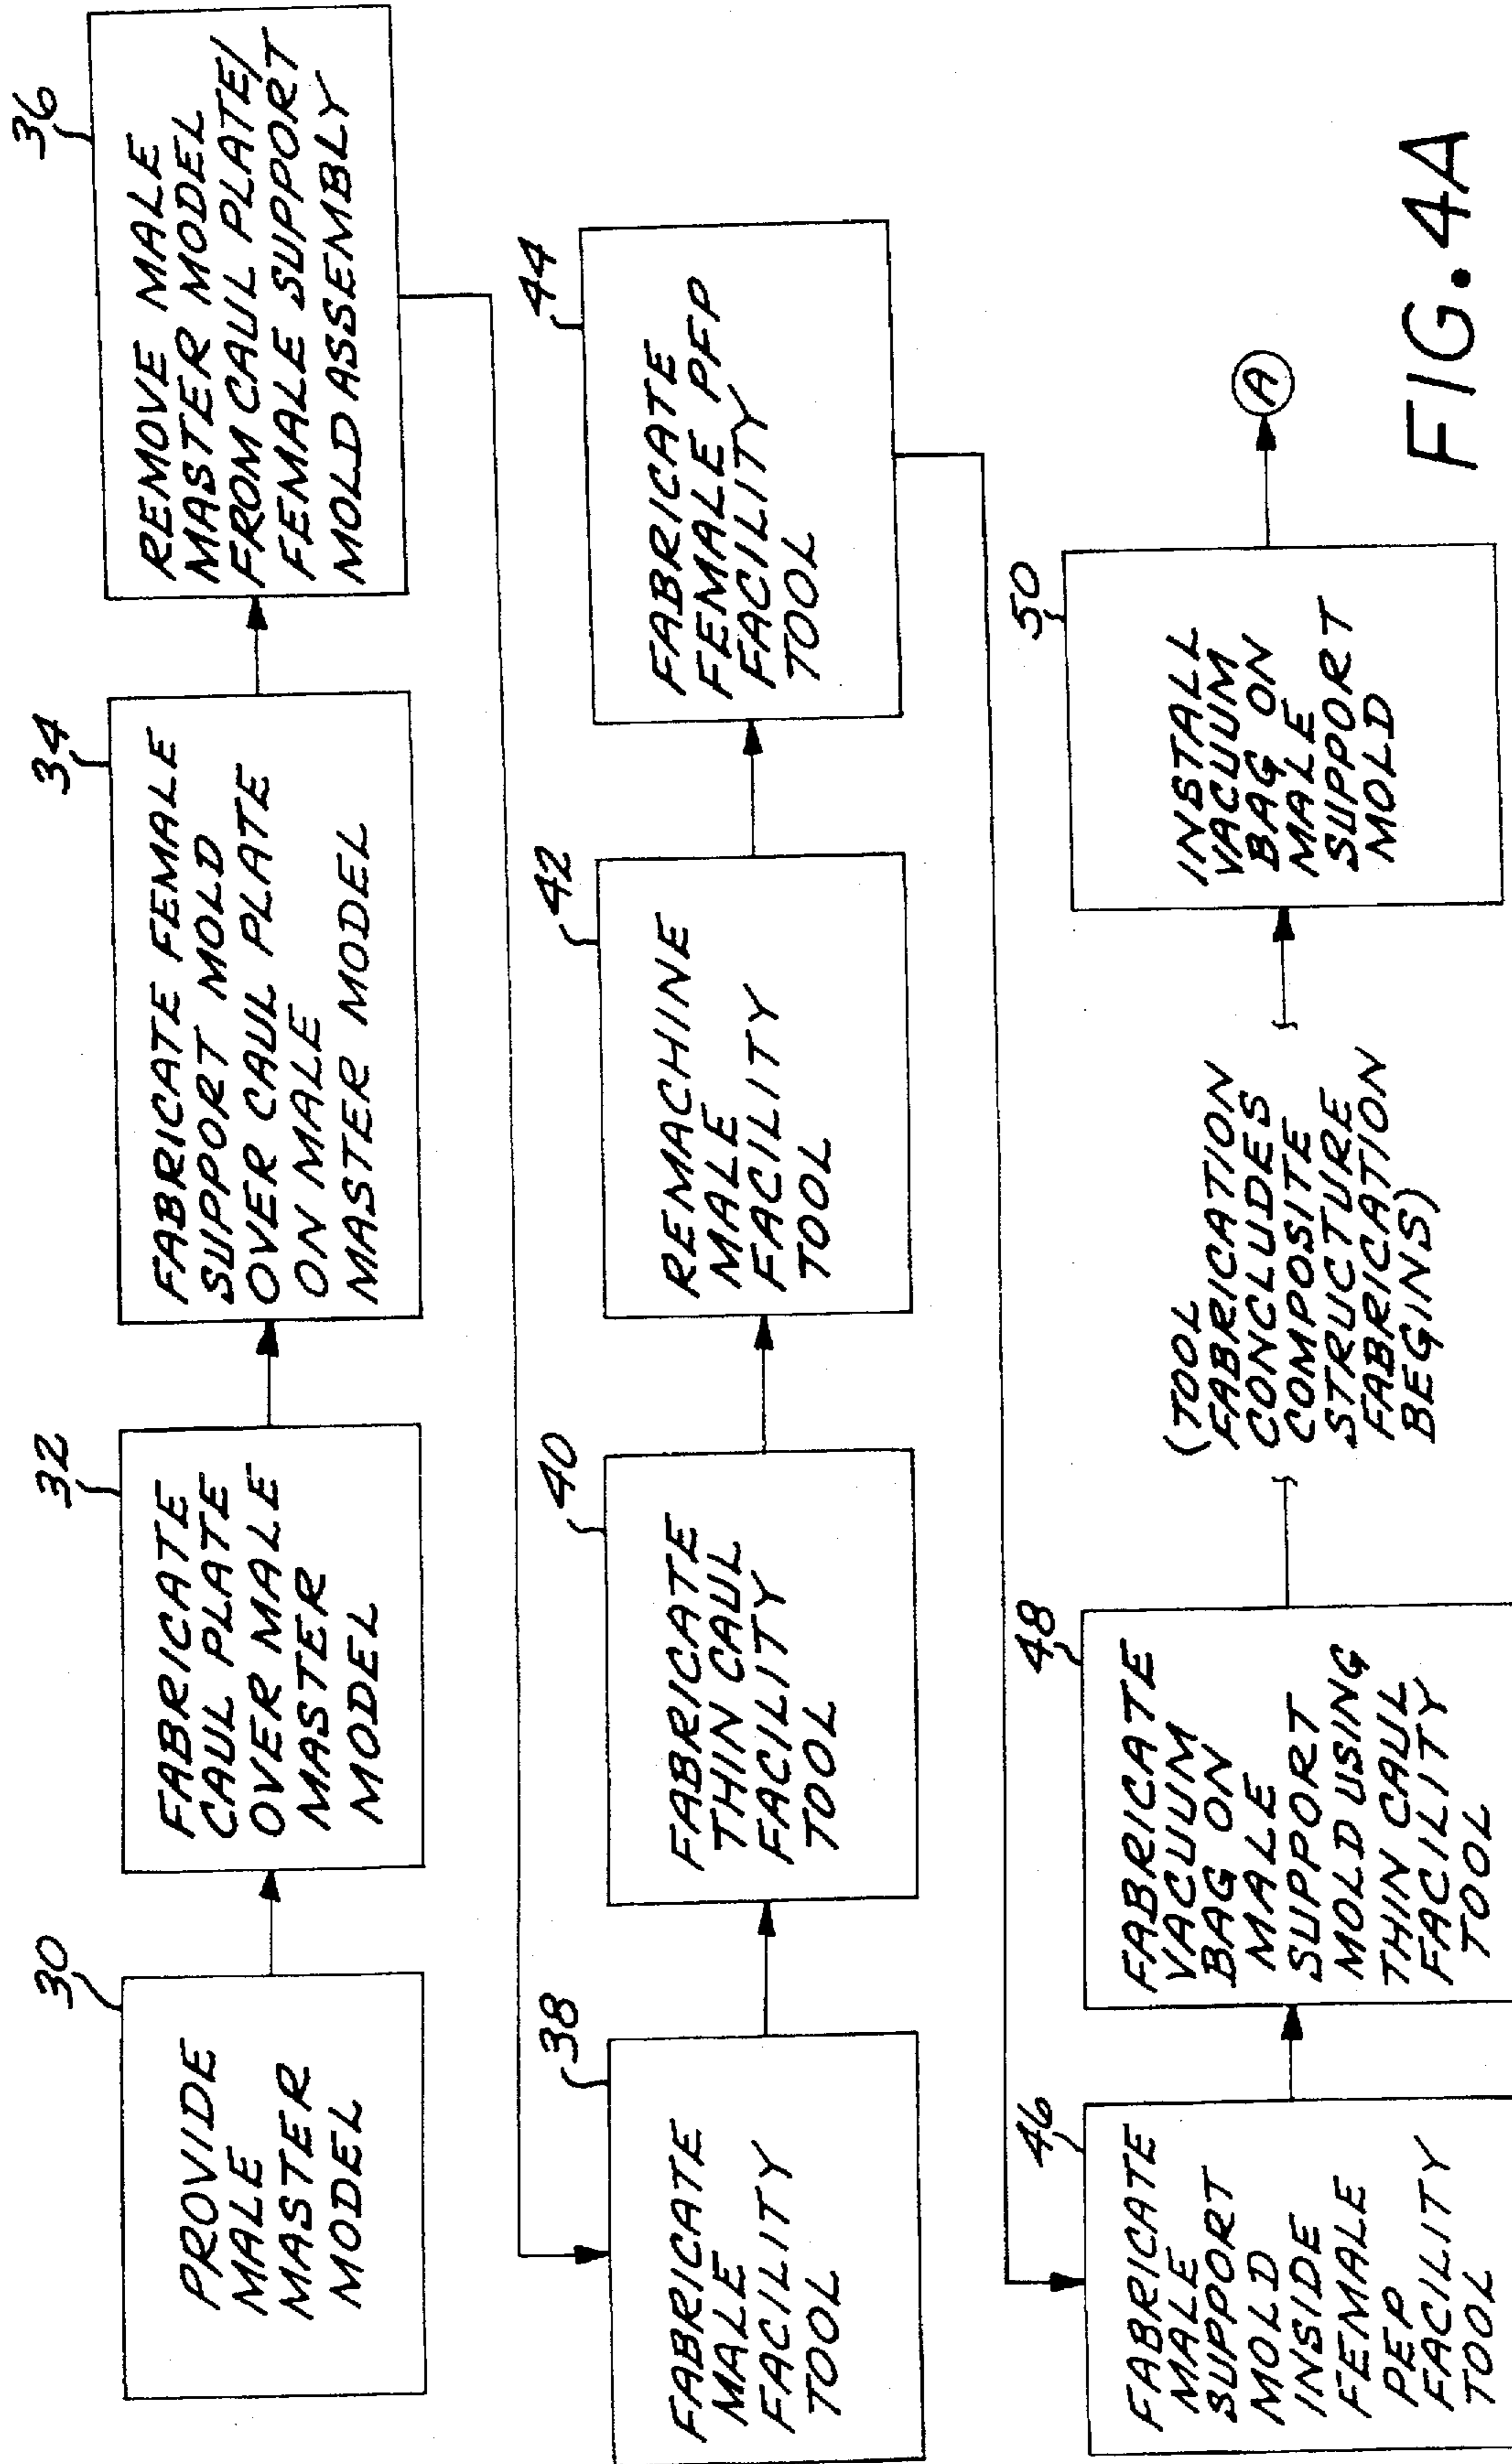 30
PROVIDE
MALE
MASTER
MODEL
32
FABRICATE
CAUL PLATE
OVER MALE
MASTER
MODEL
34
FABRICATE FEMALE
SUPPORT MOLD
OVER CAUL PLATE
ON MALE
MASTER MODEL
36
REMOVE MALE
MASTER MODEL
FROM CAUL PLATE/
FEMALE SUPPORT
MOLD ASSEMBLY
38
FABRICATE
MALE
FACILITY
TOOL
40
FABRICATE
THIN CAUL
FACILITY
TOOL
42
REMACHINE
MALE
FACILITY
TOOL
44
FABRICATE
FEMALE PFP
FACILITY
TOOL
46
FABRICATE
MALE
SUPPORT
MOLD
INSIDE
FEMALE
PEP
FACILITY
TOOL
48
FABRICATE
VACUUM
BAG ON
MALE
SUPPORT
MOLD USING
THIN CAUL
FACILITY
TOOL
(TOOL
FABRICATION
CONCLUDES
COMPOSITE
STRUCTURE
FABRICATION
BEGINS)
50
INSTALL
VACUUM
BAG ON
MALE
SUPPORT
MOLD
A
FIG. 4A